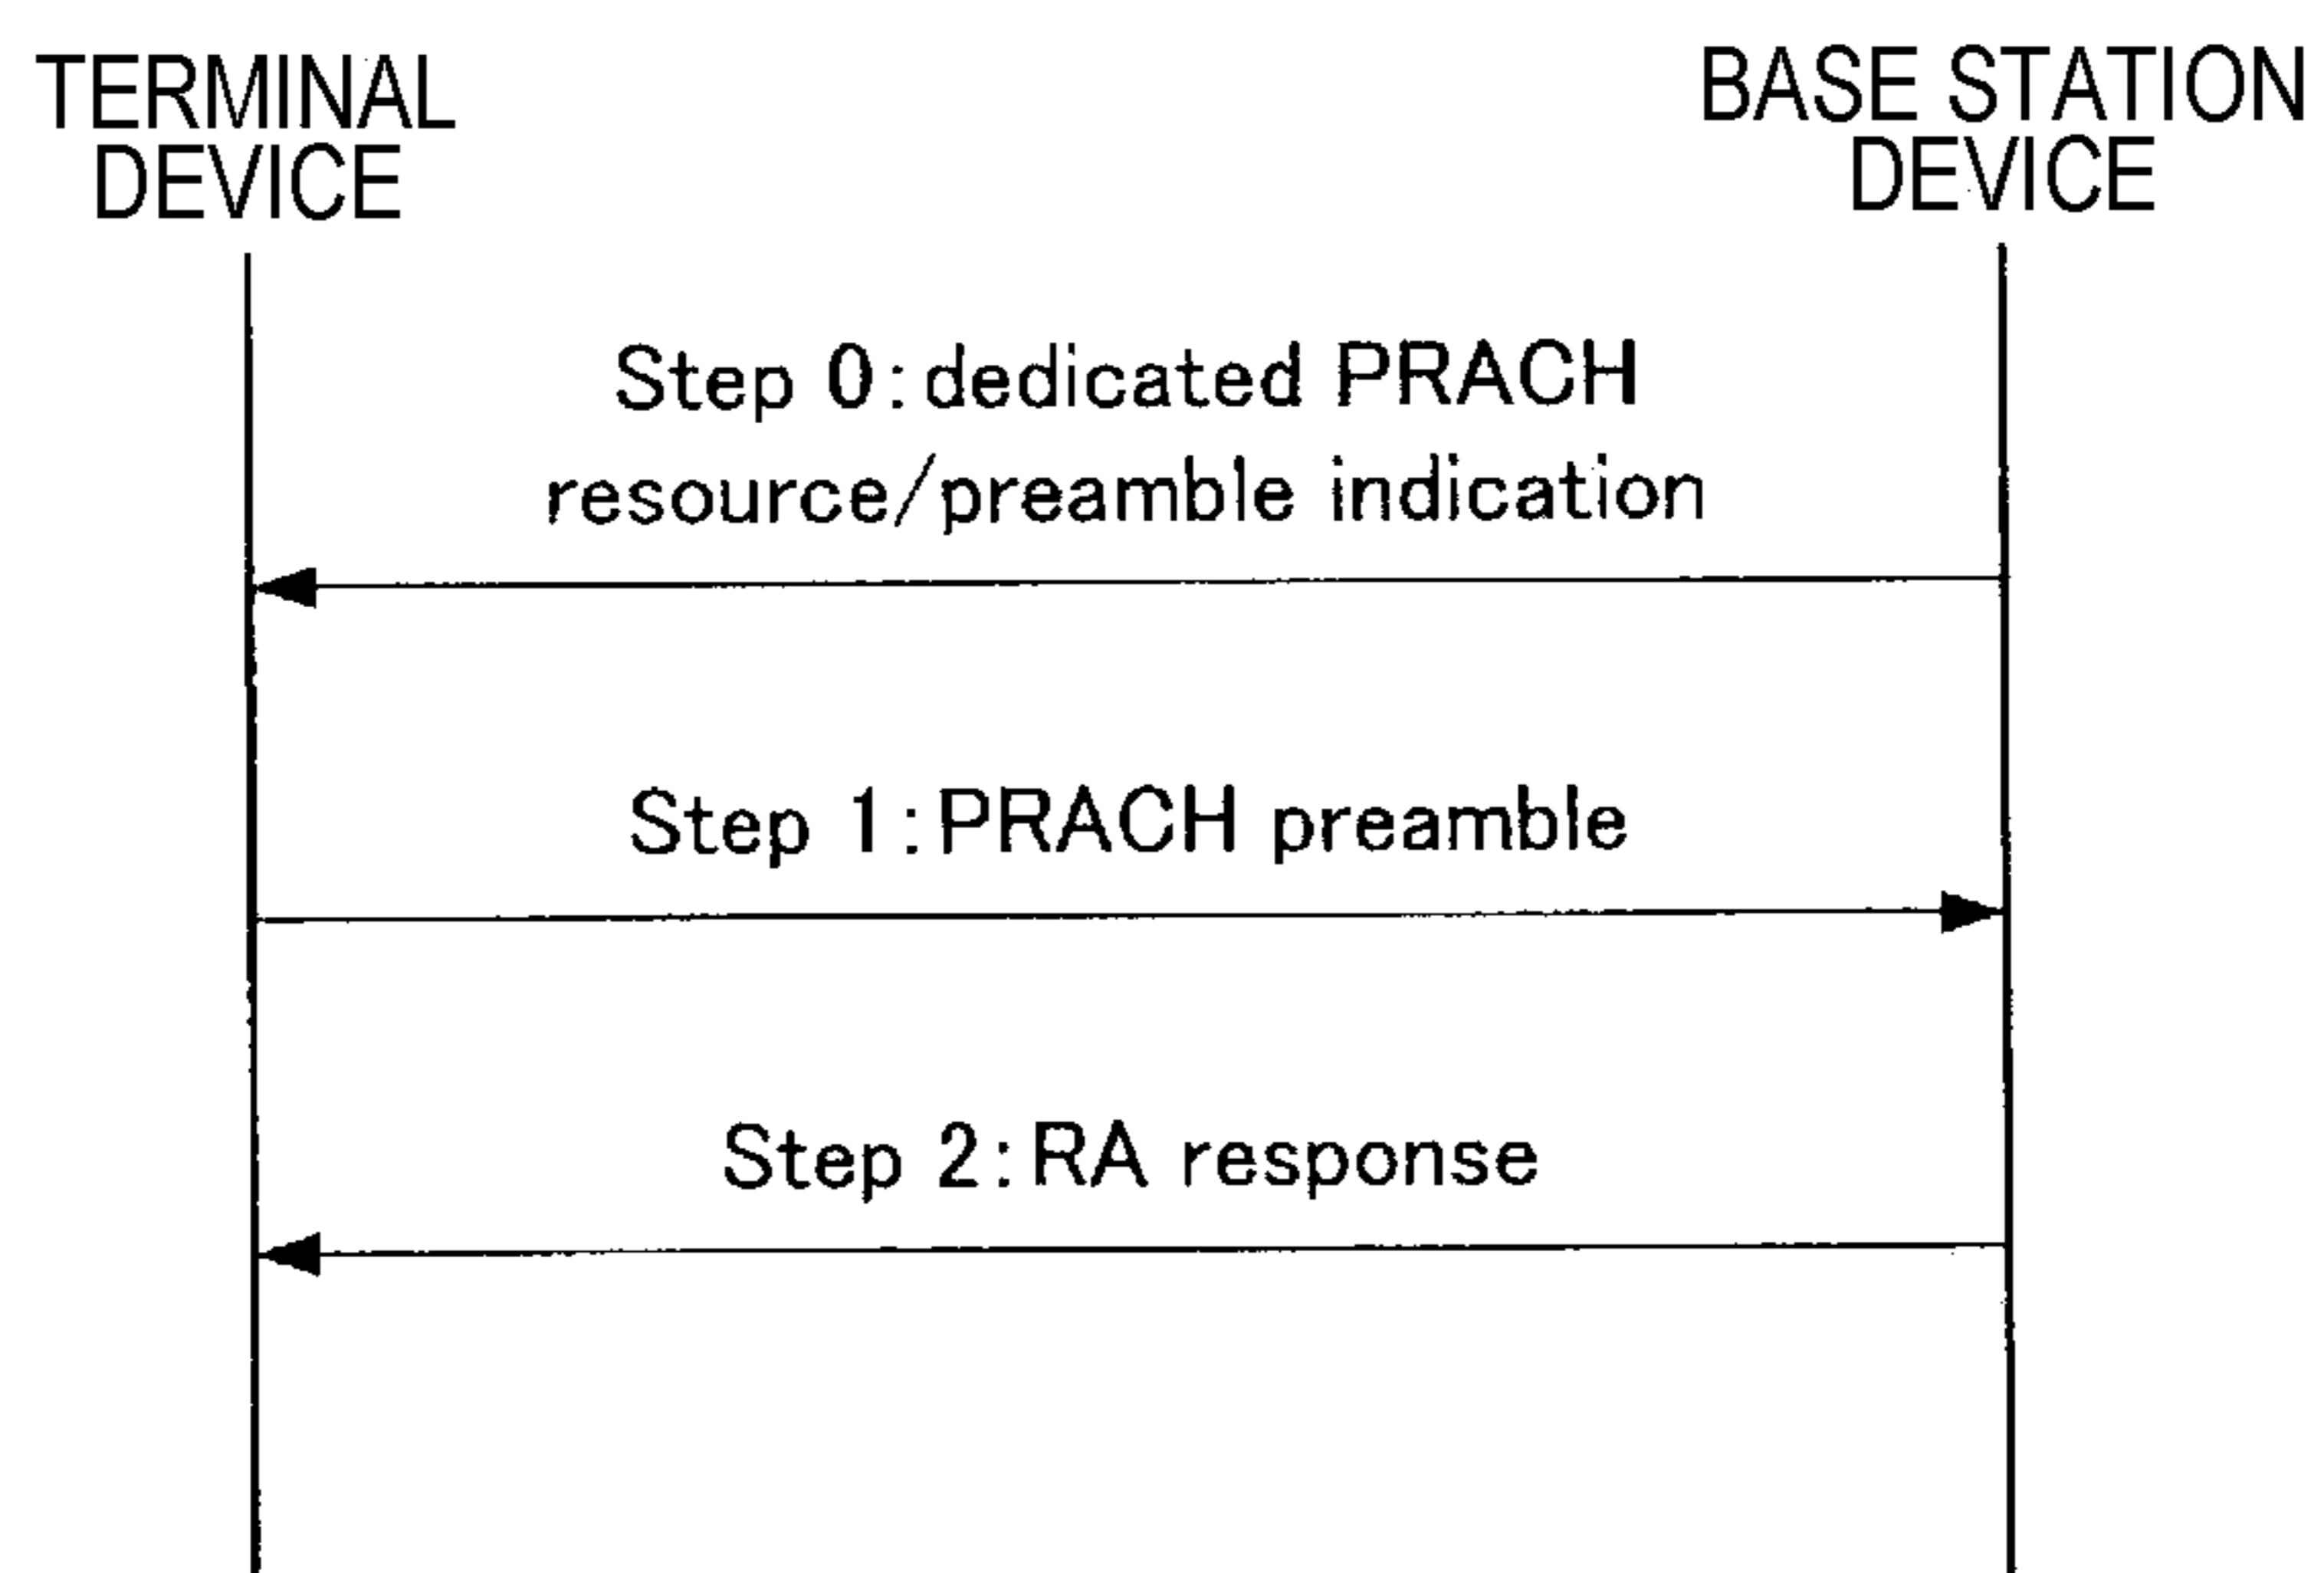 TERMINAL
DEVICE
BASE STATION
DEVICE
Step 0:dedicated PRACH
resource/preamble indication
Step 1:PRACH preamble
Step 2:RA response